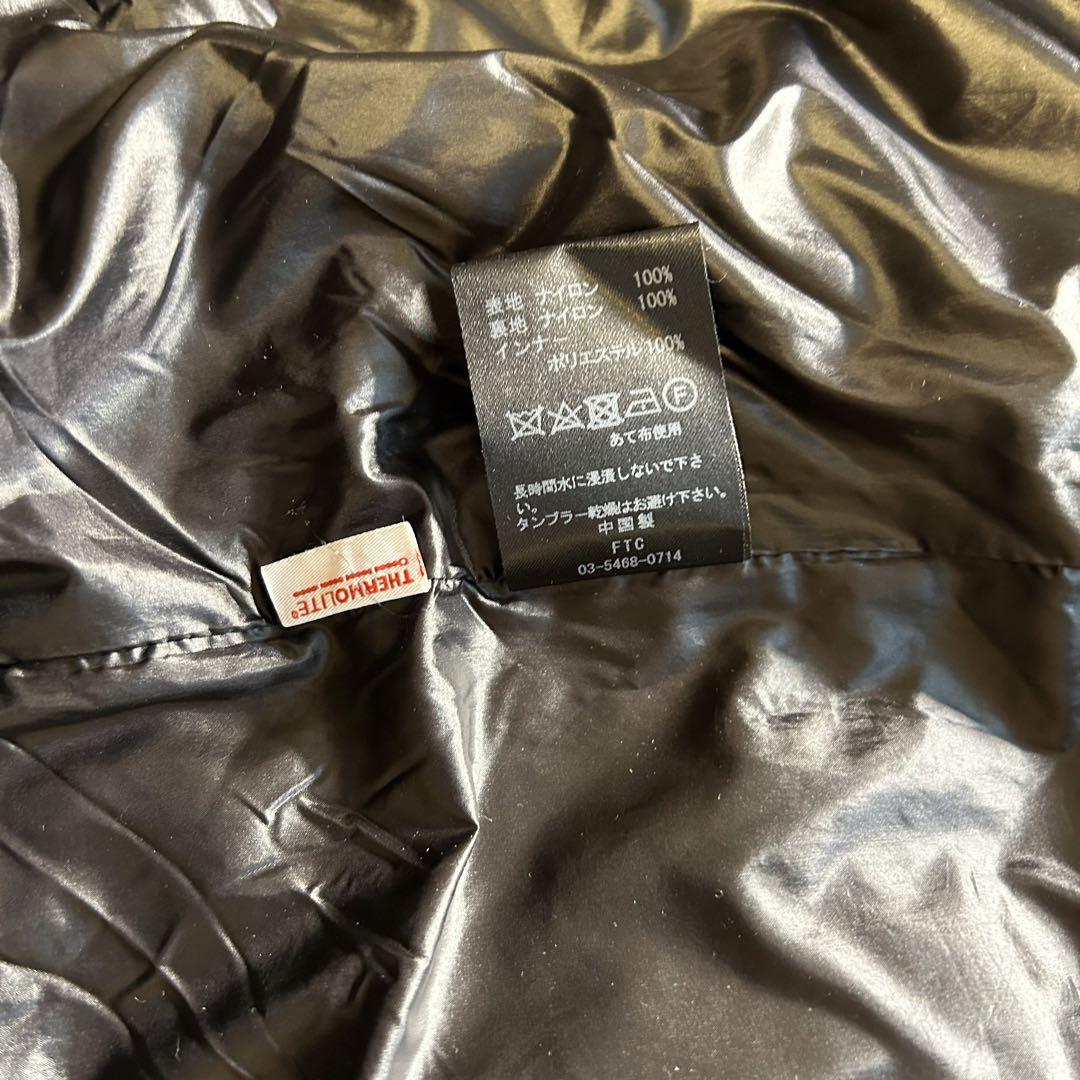 表地 ナイロン 100%
裏地 ナイロン 100%
インナー
ポリエステル100%
F
あて布使用
長時間水に浸漬しないで下さ
い。
タンブラー乾燥はお避け下さい。
中国製
FTC
03-5468-0714
THERMOLITE®